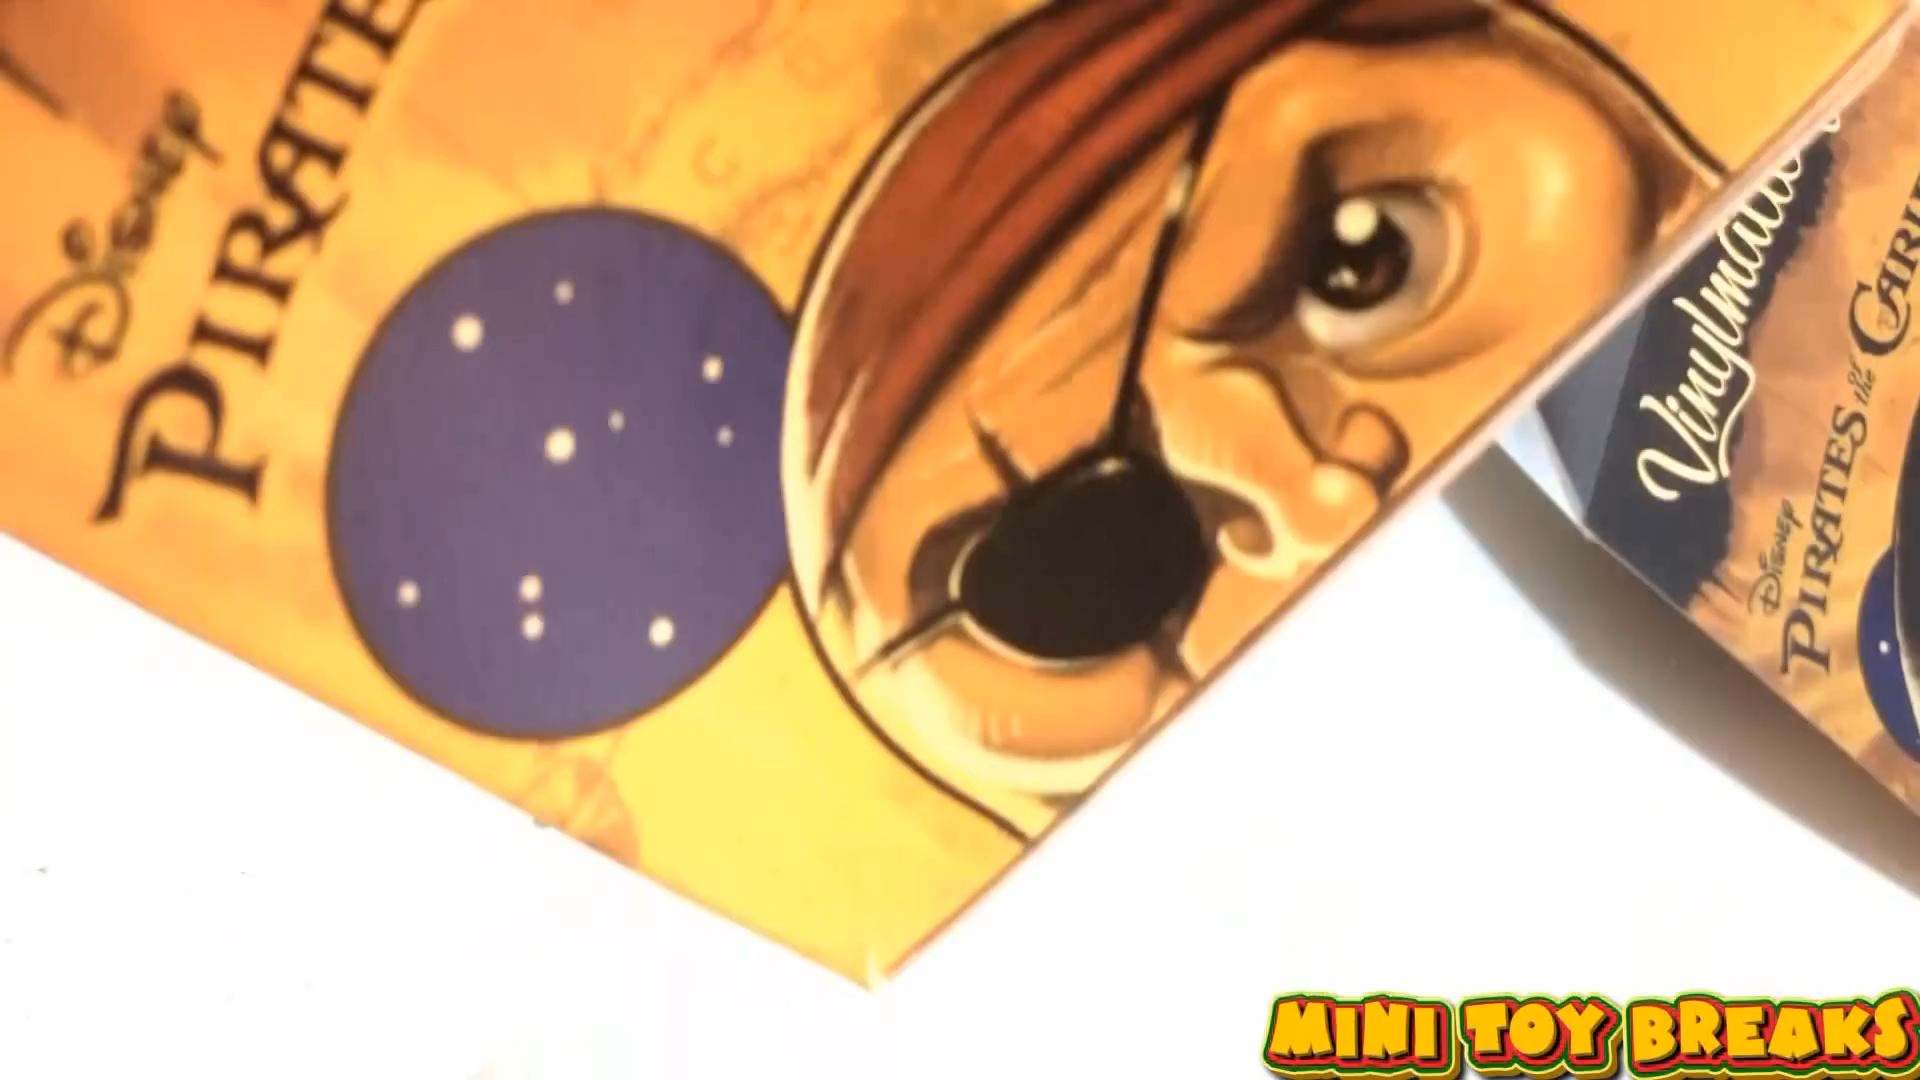 Disney
PIRATE
Vinylmation
Disney
PIRATES of the CARI
MINI TOY BREAKS